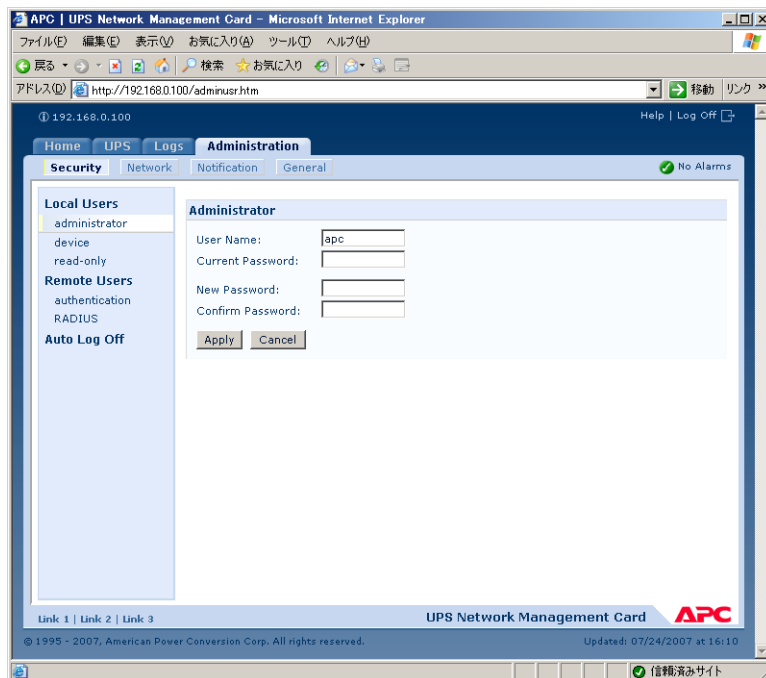 APC | UPS Network Management Card - Microsoft Internet Explorer
ファイル(F) 編集(E) 表示(V) お気に入り(A) ツール(T) ヘルプ(H)
戻る 検索 お気に入り
アドレス(D) http://192.168.0.100/adminusr.htm 移動 リンク »
192.168.0.100 Help | Log Off
Home UPS Logs Administration
Security Network Notification General No Alarms
Local Users
administrator
device
read-only
Remote Users
authentication
RADIUS
Auto Log Off
Administrator
User Name: apc
Current Password:
New Password:
Confirm Password:
Apply Cancel
Link 1 | Link 2 | Link 3 UPS Network Management Card APC
© 1995 - 2007, American Power Conversion Corp. All rights reserved. Updated: 07/24/2007 at 16:10
信頼済みサイト